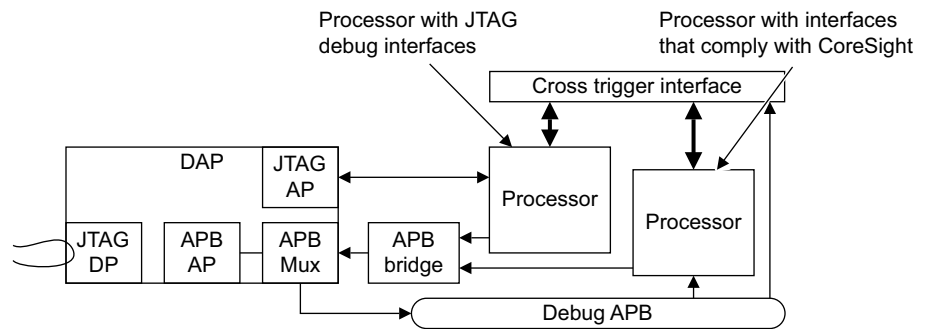 Processor with JTAG
debug interfaces
Processor with interfaces
that comply with CoreSight
Cross trigger interface
DAP
JTAG
AP
Processor
Processor
JTAG
DP
APB
AP
APB
Mux
APB
bridge
Debug APB